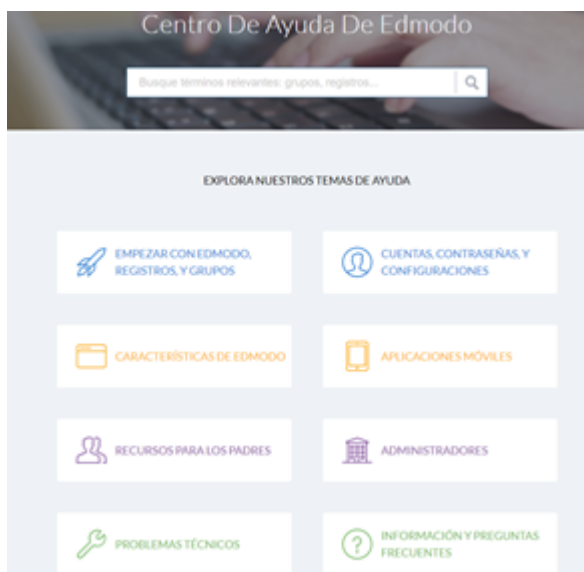 Centro De Ayuda De Edmodo
Busque términos relevantes: grupos, registros...
EXPLORA NUESTROS TEMAS DE AYUDA
EMPEZAR CON EDMODO,
REGISTROS, Y GRUPOS
CUENTAS, CONTRASEÑAS, Y
CONFIGURACIONES
CARACTERÍSTICAS DE EDMODO
APLICACIONES MÓVILES
RECURSOS PARA LOS PADRES
ADMINISTRADORES
PROBLEMAS TÉCNICOS
INFORMACIÓN Y PREGUNTAS
FRECUENTES